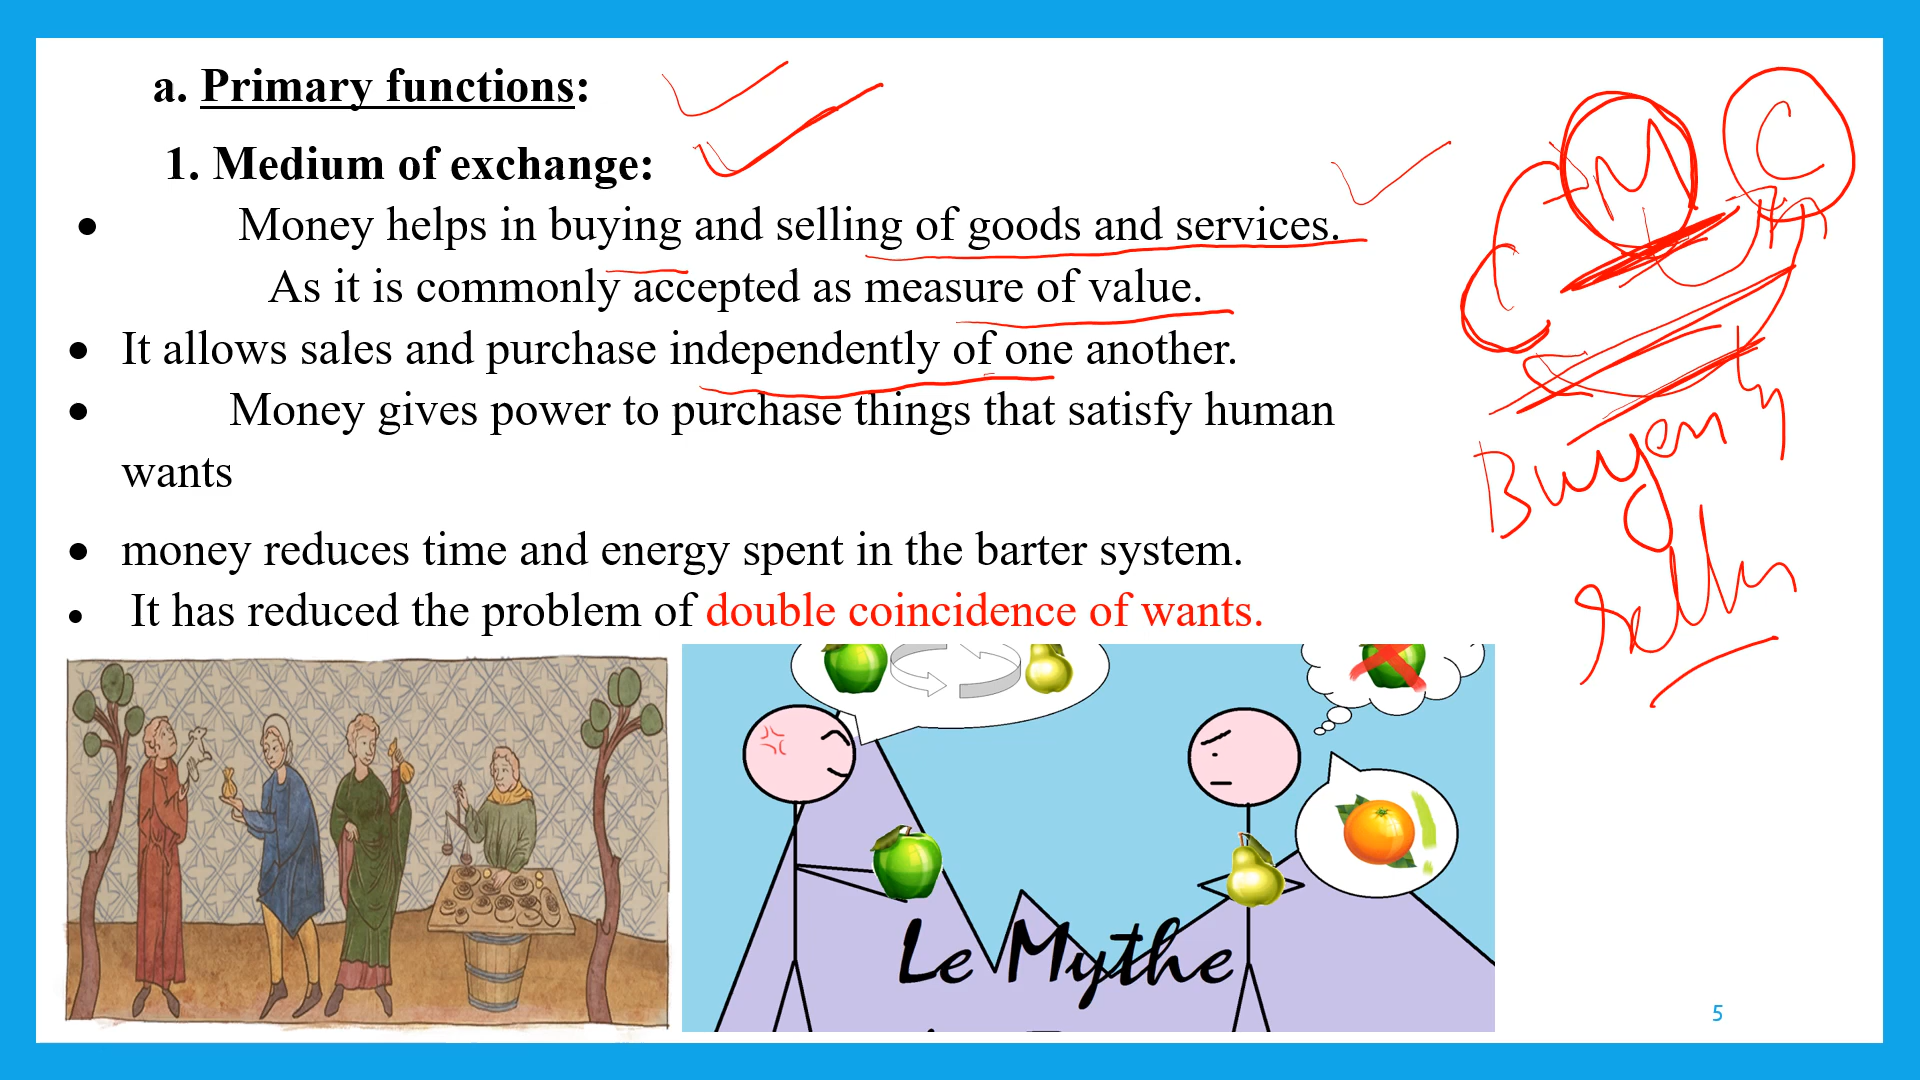 a. Primary functions:
1. Medium of exchange:
• Money helps in buying and selling of goods and services.
As it is commonly accepted as measure of value.
• It allows sales and purchase independently of one another.
• Money gives power to purchase things that satisfy human
wants
• money reduces time and energy spent in the barter system.
• It has reduced the problem of double coincidence of wants.
C M C
Le Mythe
5